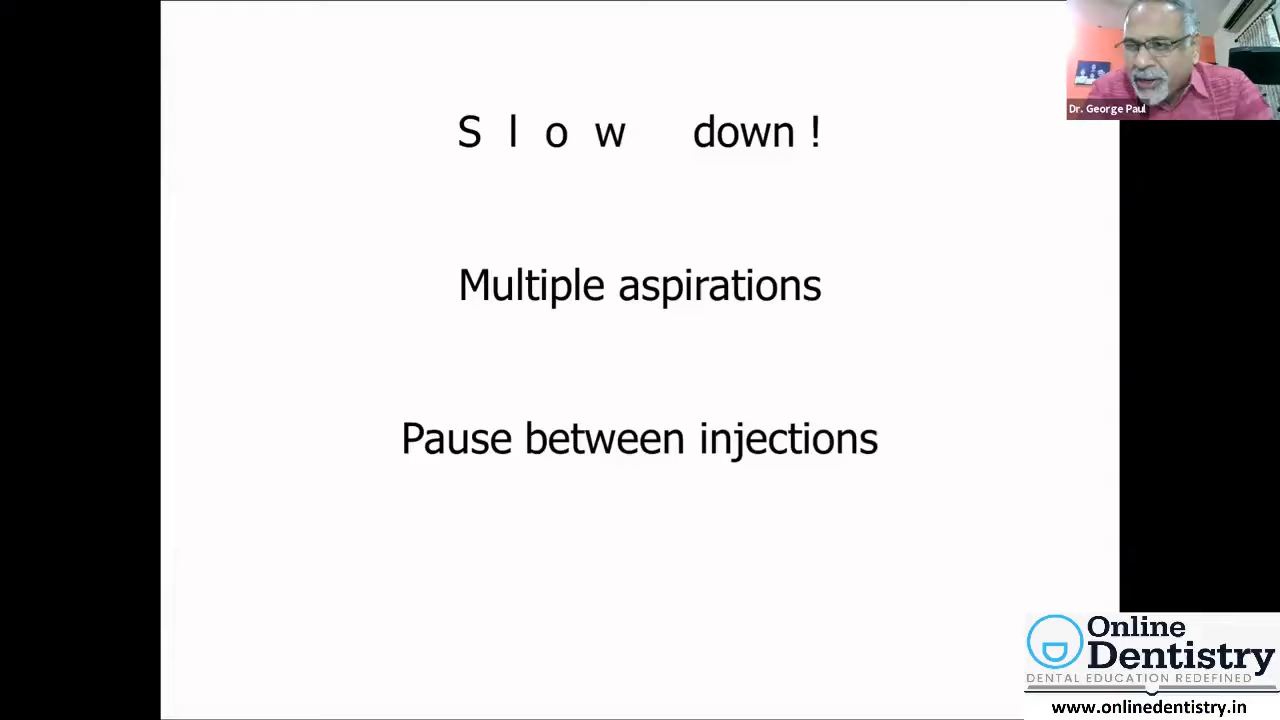 S l o w down !
Multiple aspirations
Pause between injections
Dr. George Paul
Online
Dentistry
DENTAL EDUCATION REDEFINED
www.onlinedentistry.in